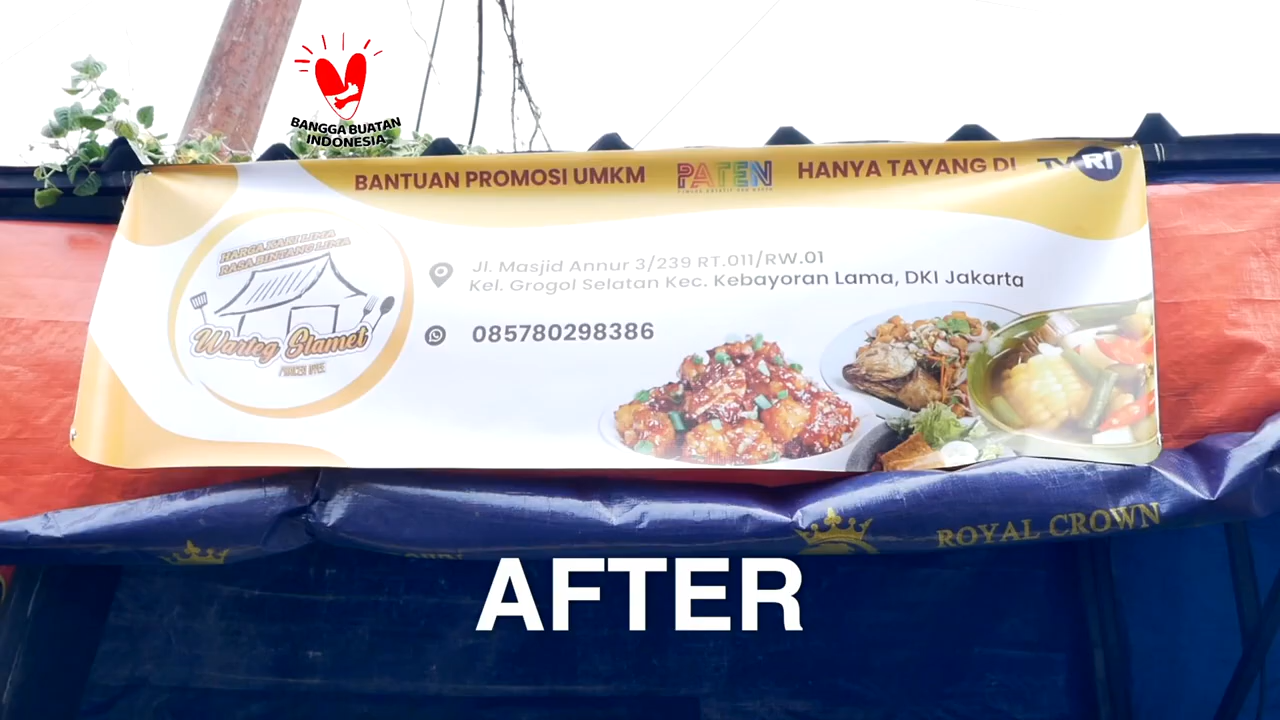 BANGGA BUATAN
INDONESIA
BANTUAN PROMOSI UMKM PATEN HANYA TAYANG DI TVRI
HARGA KAKI LIMA
RASA BINTANG LIMA
Warteg Slamet
Jl. Masjid Annur 3/239 RT.011/RW.01
Kel. Grogol Selatan Kec. Kebayoran Lama, DKI Jakarta
085780298386
ROYAL CROWN
AFTER